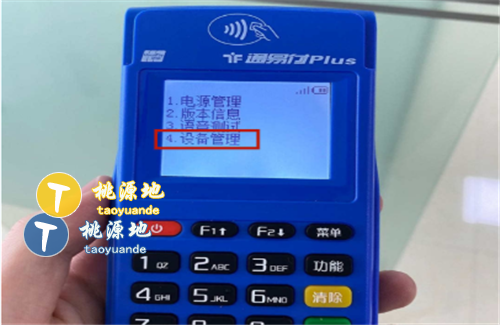 通易付Plus
1.电源管理
2.版本信息
3.语音测试
4.设备管理
T 桃源地
taoyuande
T 桃源地
taoyuande
F1↑ F2↓ 菜单
1 QZ 2 ABC 3 DEF 功能
4 GHI 5 JKL 6 MNO 清除